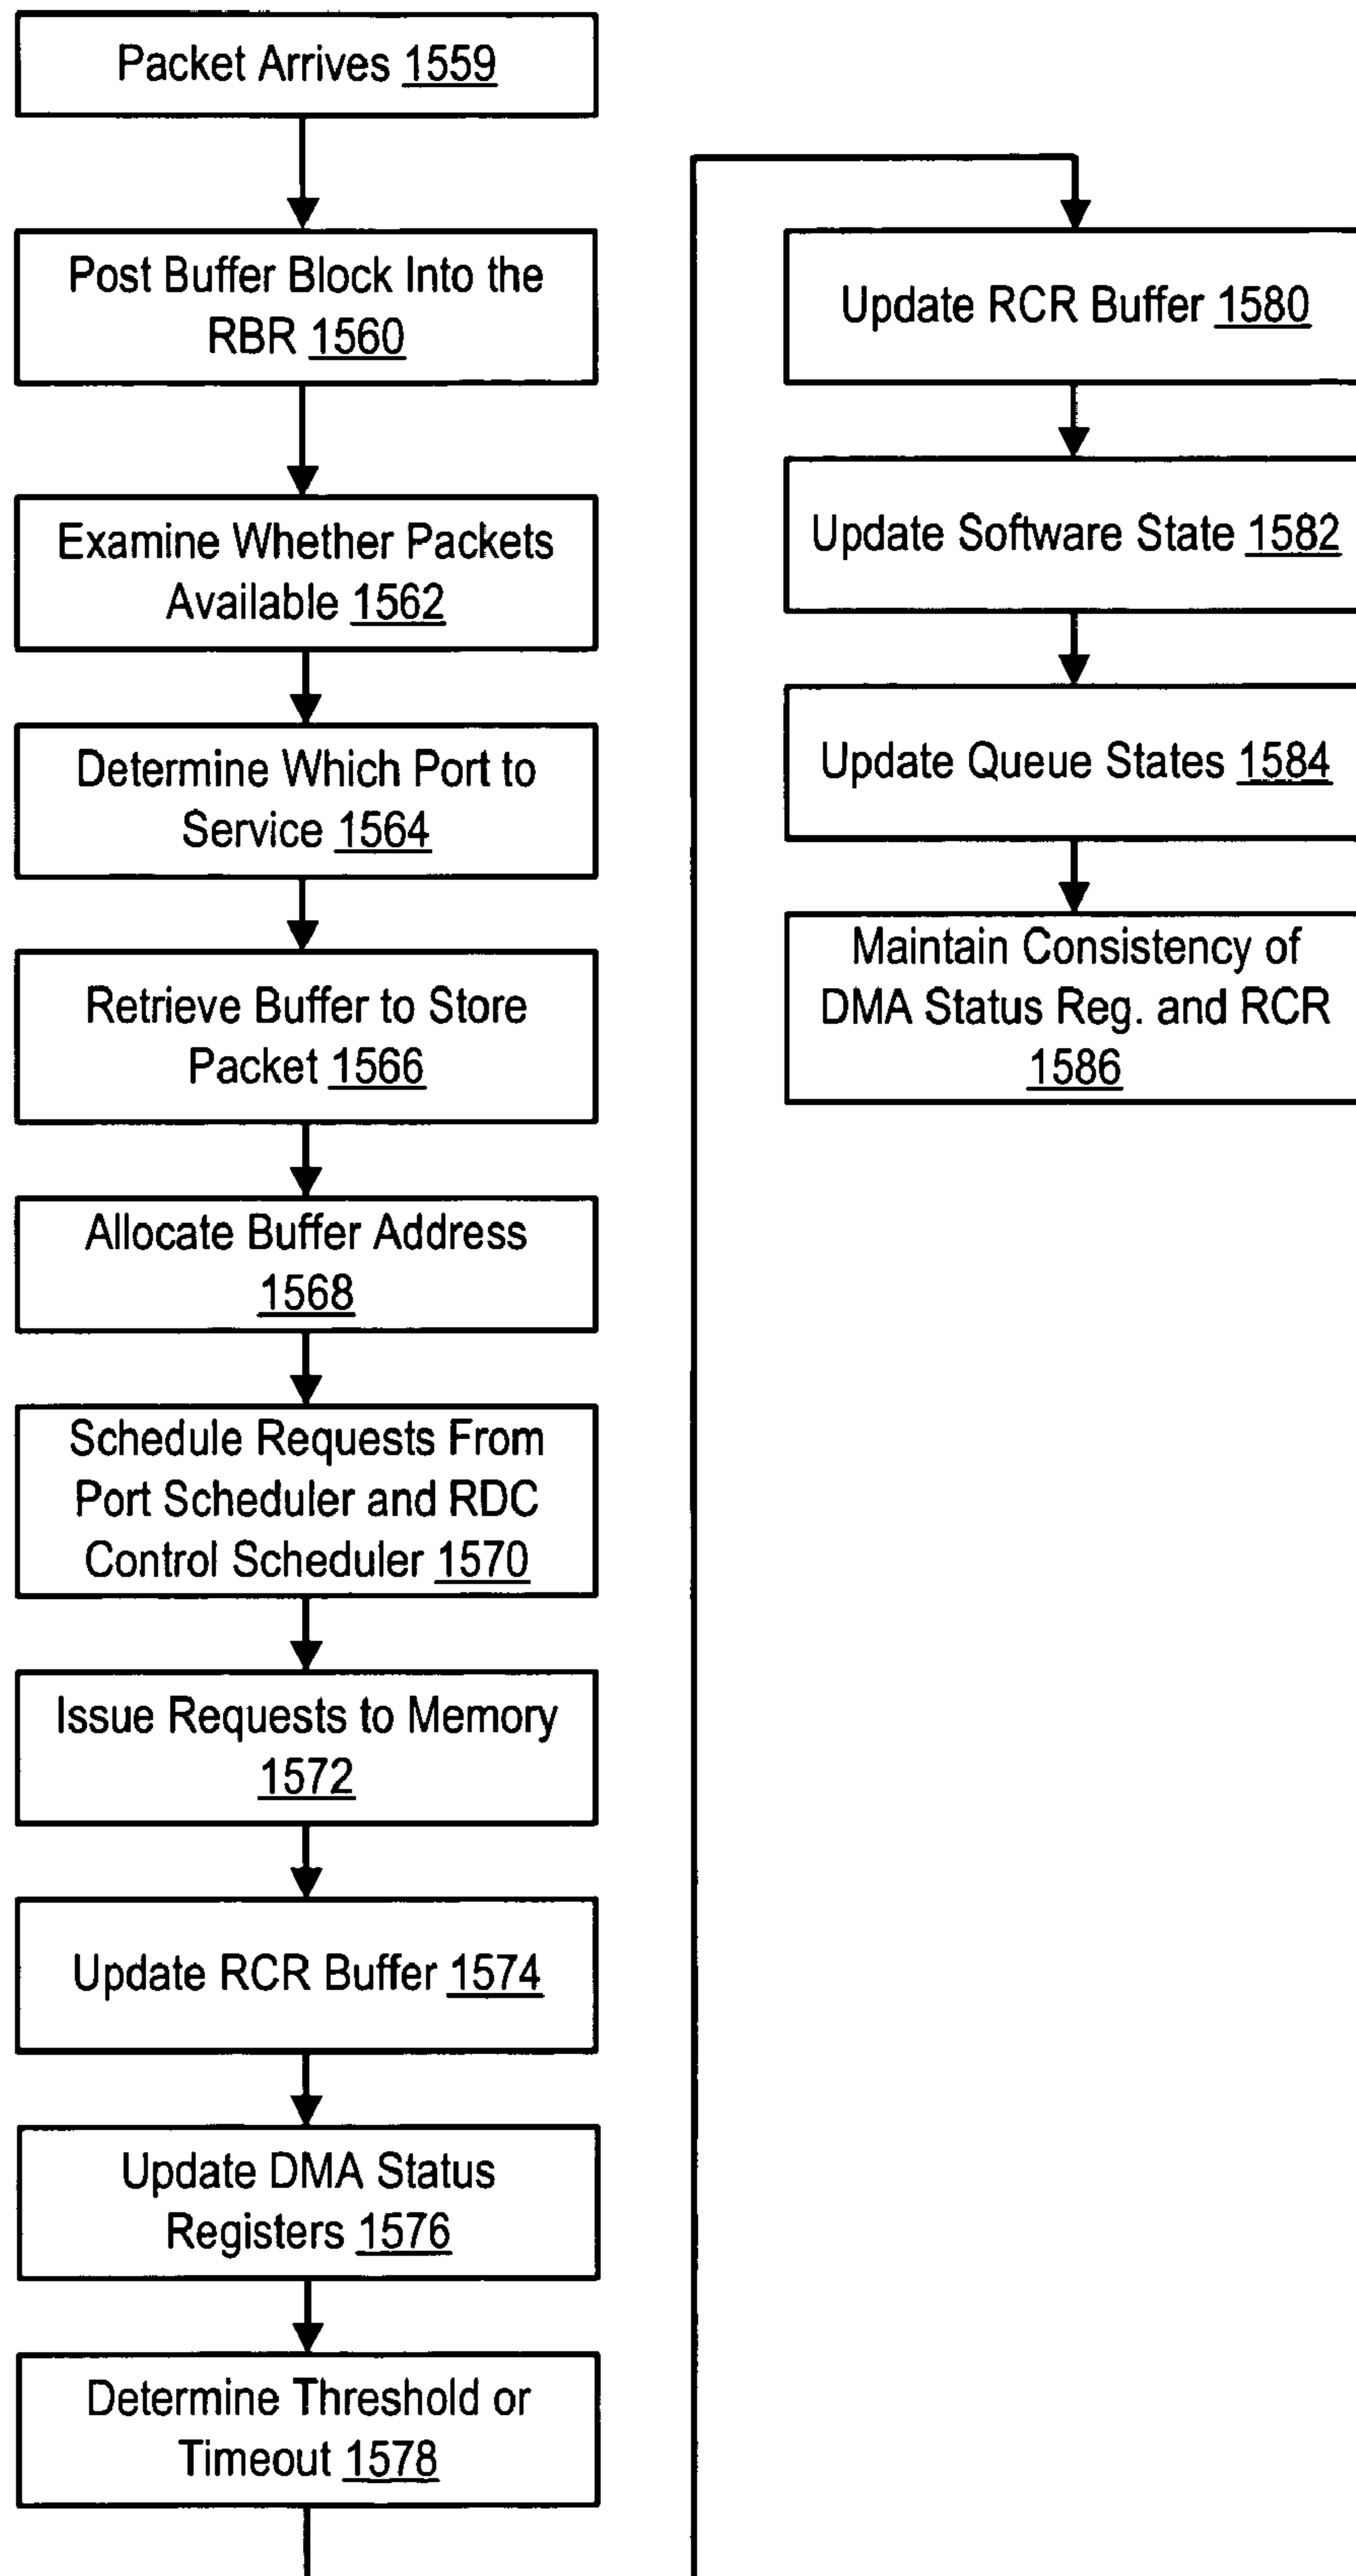 Packet Arrives 1559
Post Buffer Block Into the
RBR 1560
Examine Whether Packets
Available 1562
Determine Which Port to
Service 1564
Retrieve Buffer to Store
Packet 1566
Allocate Buffer Address
1568
Schedule Requests From
Port Scheduler and RDC
Control Scheduler 1570
Issue Requests to Memory
1572
Update RCR Buffer 1574
Update DMA Status
Registers 1576
Determine Threshold or
Timeout 1578
Update RCR Buffer 1580
Update Software State 1582
Update Queue States 1584
Maintain Consistency of
DMA Status Reg. and RCR
1586